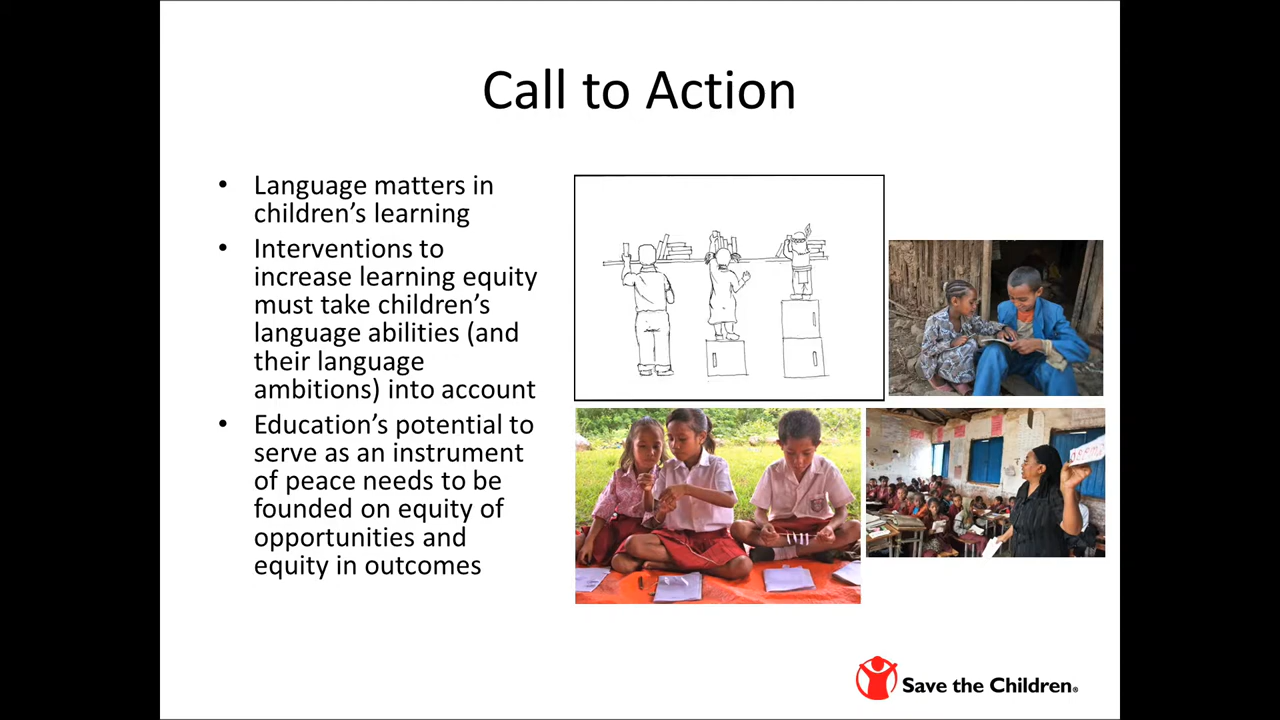 Call to Action
• Language matters in
children’s learning
• Interventions to
increase learning equity
must take children’s
language abilities (and
their language
ambitions) into account
• Education’s potential to
serve as an instrument
of peace needs to be
founded on equity of
opportunities and
equity in outcomes
Save the Children®